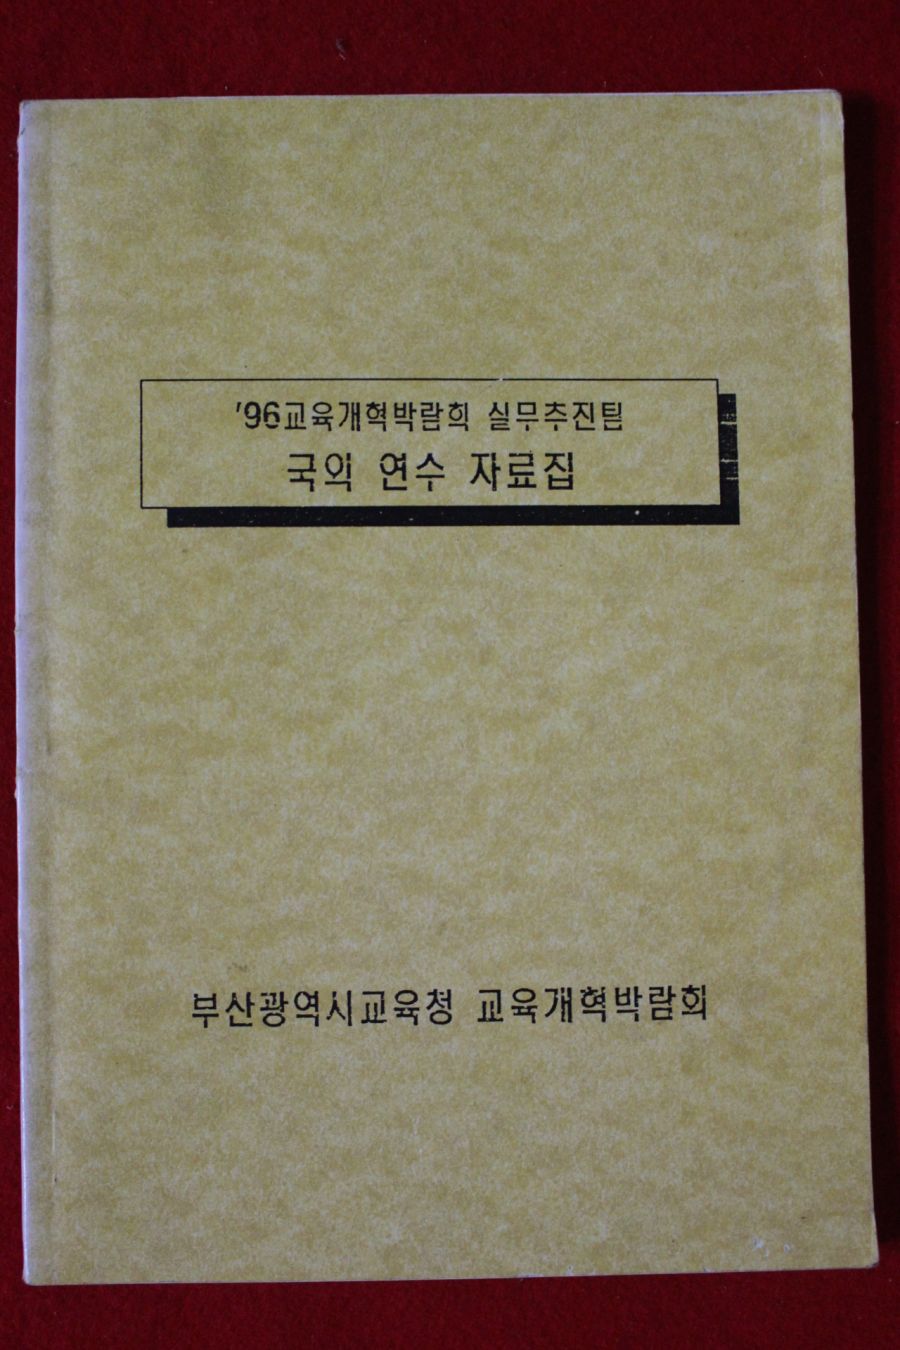 '96교육개혁박람회 실무추진팀
국외 연수 자료집
부산광역시교육청 교육개혁박람회